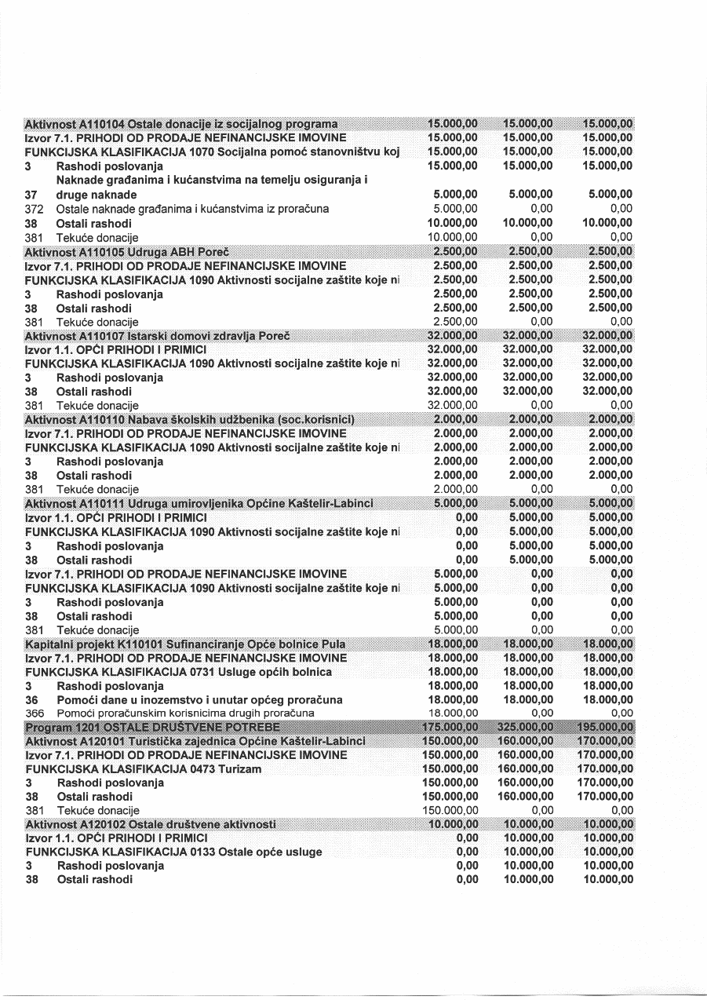 Aktivnost A110104 Ostale donacije iz socijalnog programa 15.000,00 15.000,00 15.000,00
Izvor 7.1. PRIHODI OD PRODAJE NEFINANCIJSKE IMOVINE 15.000,00 15.000,00 15.000,00
FUNKCIJSKA KLASIFIKACIJA 1070 Socijalna pomoć stanovništvu koj 15.000,00 15.000,00 15.000,00
3 Rashodi poslovanja 15.000,00 15.000,00 15.000,00
Naknade građanima i kućanstvima na temelju osiguranja i
37 druge naknade 5.000,00 5.000,00 5.000,00
372 Ostale naknade građanima i kućanstvima iz proračuna 5.000,00 0,00 0,00
38 Ostali rashodi 10.000,00 10.000,00 10.000,00
381 Tekuće donacije 10.000,00 0,00 0,00
Aktivnost A110105 Udruga ABH Poreč 2.500,00 2.500,00 2.500,00
Izvor 7.1. PRIHODI OD PRODAJE NEFINANCIJSKE IMOVINE 2.500,00 2.500,00 2.500,00
FUNKCIJSKA KLASIFIKACIJA 1090 Aktivnosti socijalne zaštite koje ni 2.500,00 2.500,00 2.500,00
3 Rashodi poslovanja 2.500,00 2.500,00 2.500,00
38 Ostali rashodi 2.500,00 2.500,00 2.500,00
381 Tekuće donacije 2.500,00 0,00 0,00
Aktivnost A110107 Istarski domovi zdravlja Poreč 32.000,00 32.000,00 32.000,00
Izvor 1.1. OPĆI PRIHODI I PRIMICI 32.000,00 32.000,00 32.000,00
FUNKCIJSKA KLASIFIKACIJA 1090 Aktivnosti socijalne zaštite koje ni 32.000,00 32.000,00 32.000,00
3 Rashodi poslovanja 32.000,00 32.000,00 32.000,00
38 Ostali rashodi 32.000,00 32.000,00 32.000,00
381 Tekuće donacije 32.000,00 0,00 0,00
Aktivnost A110110 Nabava školskih udžbenika (soc.korisnici) 2.000,00 2.000,00 2.000,00
Izvor 7.1. PRIHODI OD PRODAJE NEFINANCIJSKE IMOVINE 2.000,00 2.000,00 2.000,00
FUNKCIJSKA KLASIFIKACIJA 1090 Aktivnosti socijalne zaštite koje ni 2.000,00 2.000,00 2.000,00
3 Rashodi poslovanja 2.000,00 2.000,00 2.000,00
38 Ostali rashodi 2.000,00 2.000,00 2.000,00
381 Tekuće donacije 2.000,00 0,00 0,00
Aktivnost A110111 Udruga umirovljenika Općine Kaštelir-Labinci 5.000,00 5.000,00 5.000,00
Izvor 1.1. OPĆI PRIHODI I PRIMICI 0,00 5.000,00 5.000,00
FUNKCIJSKA KLASIFIKACIJA 1090 Aktivnosti socijalne zaštite koje ni 0,00 5.000,00 5.000,00
3 Rashodi poslovanja 0,00 5.000,00 5.000,00
38 Ostali rashodi 0,00 5.000,00 5.000,00
Izvor 7.1. PRIHODI OD PRODAJE NEFINANCIJSKE IMOVINE 5.000,00 0,00 0,00
FUNKCIJSKA KLASIFIKACIJA 1090 Aktivnosti socijalne zaštite koje ni 5.000,00 0,00 0,00
3 Rashodi poslovanja 5.000,00 0,00 0,00
38 Ostali rashodi 5.000,00 0,00 0,00
381 Tekuće donacije 5.000,00 0,00 0,00
Kapitalni projekt K110101 Sufinanciranje Opće bolnice Pula 18.000,00 18.000,00 18.000,00
Izvor 7.1. PRIHODI OD PRODAJE NEFINANCIJSKE IMOVINE 18.000,00 18.000,00 18.000,00
FUNKCIJSKA KLASIFIKACIJA 0731 Usluge općih bolnica 18.000,00 18.000,00 18.000,00
3 Rashodi poslovanja 18.000,00 18.000,00 18.000,00
36 Pomoći dane u inozemstvo i unutar općeg proračuna 18.000,00 18.000,00 18.000,00
366 Pomoći proračunskim korisnicima drugih proračuna 18.000,00 0,00 0,00
Program 1201 OSTALE DRUŠTVENE POTREBE 175.000,00 325.000,00 195.000,00
Aktivnost A120101 Turistička zajednica Općine Kaštelir-Labinci 150.000,00 160.000,00 170.000,00
Izvor 7.1. PRIHODI OD PRODAJE NEFINANCIJSKE IMOVINE 150.000,00 160.000,00 170.000,00
FUNKCIJSKA KLASIFIKACIJA 0473 Turizam 150.000,00 160.000,00 170.000,00
3 Rashodi poslovanja 150.000,00 160.000,00 170.000,00
38 Ostali rashodi 150.000,00 160.000,00 170.000,00
381 Tekuće donacije 150.000,00 0,00 0,00
Aktivnost A120102 Ostale društvene aktivnosti 10.000,00 10.000,00 10.000,00
Izvor 1.1. OPĆI PRIHODI I PRIMICI 0,00 10.000,00 10.000,00
FUNKCIJSKA KLASIFIKACIJA 0133 Ostale opće usluge 0,00 10.000,00 10.000,00
3 Rashodi poslovanja 0,00 10.000,00 10.000,00
38 Ostali rashodi 0,00 10.000,00 10.000,00